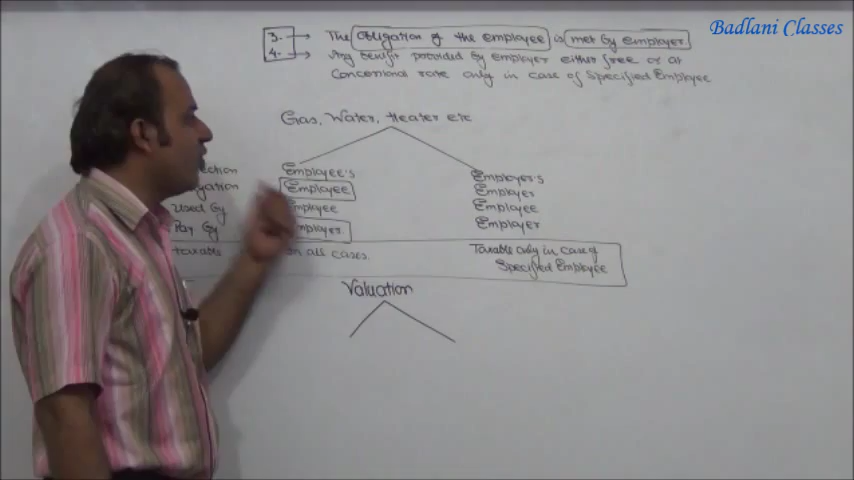 Badlani Classes
3. → The Obligation of the employee is met by employer
4. → Any benefit provided by employer either free or at
Concenional rate only in case of Specified Employee
Gas, Water, Heater etc
Employee's Employer's
Employee Employer
Used by Employee Employee
Pay by Employer Employer
taxable in all cases. Taxable only in case of
Specified Employee
Valuation